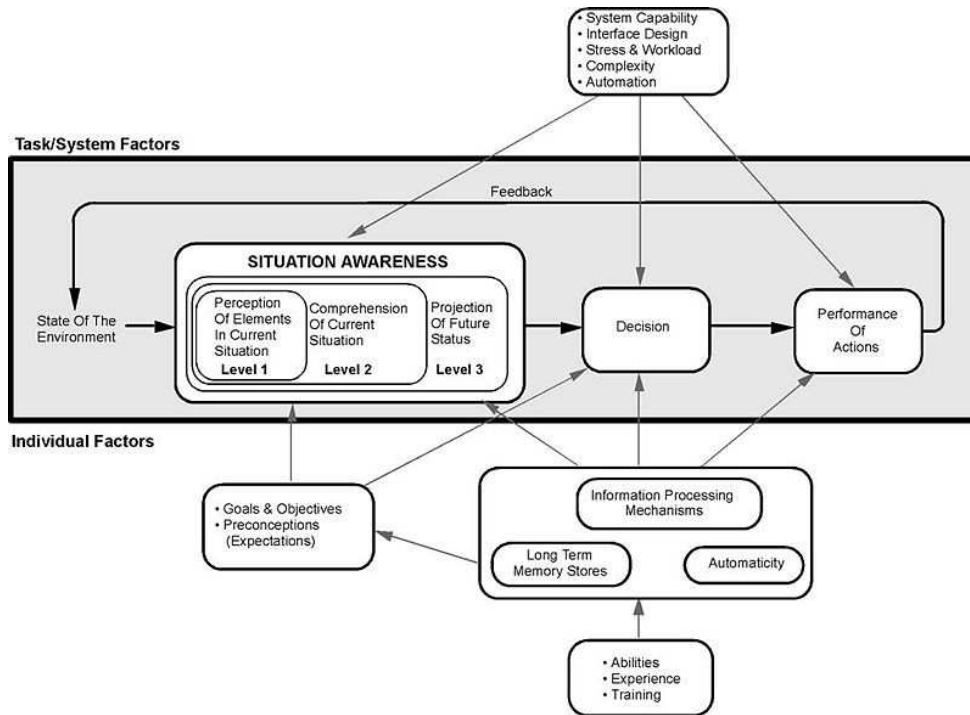 • System Capability
• Interface Design
• Stress & Workload
• Complexity
• Automation
Task/System Factors
Feedback
SITUATION AWARENESS
Perception
Of Elements
In Current
Situation
Level 1
Comprehension
Of Current
Situation
Level 2
Projection
Of Future
Status
Level 3
State Of The
Environment
Decision
Performance
Of
Actions
Individual Factors
• Goals & Objectives
• Preconceptions
(Expectations)
Information Processing
Mechanisms
Long Term
Memory Stores
Automaticity
• Abilities
• Experience
• Training